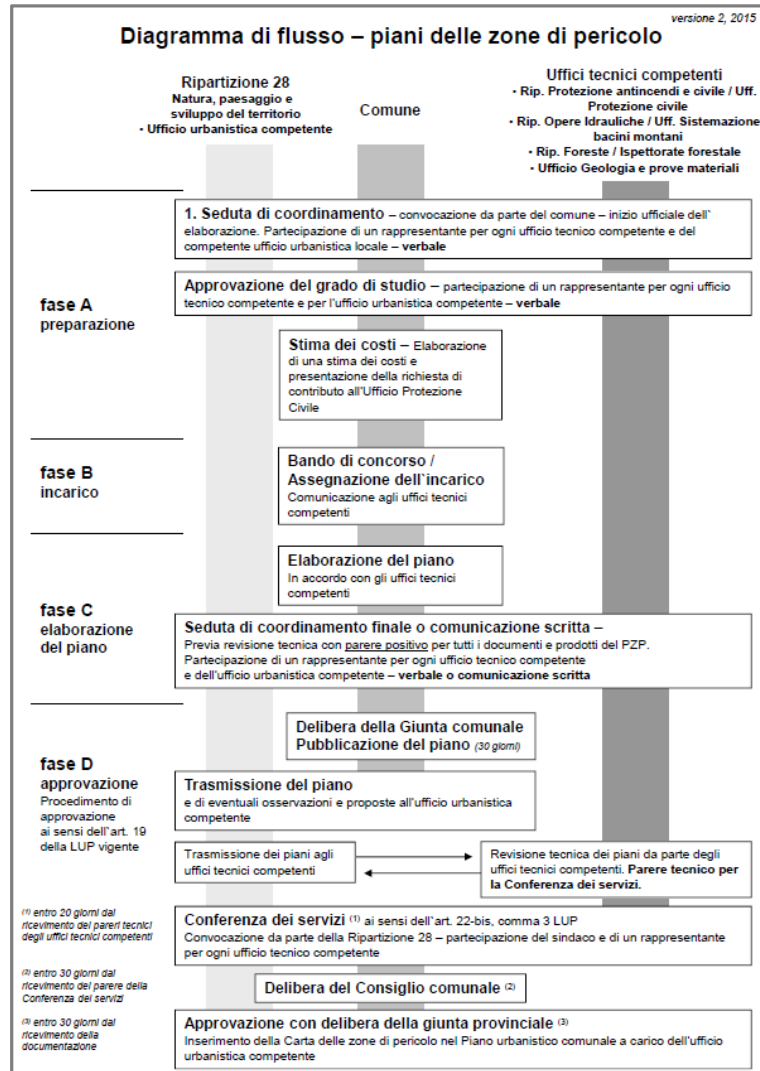 versione 2, 2015
Diagramma di flusso – piani delle zone di pericolo
Ripartizione 28
Natura, paesaggio e
sviluppo del territorio
• Ufficio urbanistica competente
Comune
Uffici tecnici competenti
• Rip. Protezione antincendi e civile / Uff.
Protezione civile
• Rip. Opere Idrauliche / Uff. Sistemazione
bacini montani
• Rip. Foreste / Ispettorato forestale
• Ufficio Geologia e prove materiali
fase A
preparazione
1. Seduta di coordinamento – convocazione da parte del comune – inizio ufficiale dell`
elaborazione. Partecipazione di un rappresentante per ogni ufficio tecnico competente e del
competente ufficio urbanistica locale – verbale
Approvazione del grado di studio – partecipazione di un rappresentante per ogni ufficio
tecnico competente e per l'ufficio urbanistica competente – verbale
Stima dei costi – Elaborazione
di una stima dei costi e
presentazione della richiesta di
contributo all'Ufficio Protezione
Civile
fase B
incarico
Bando di concorso /
Assegnazione dell`incarico
Comunicazione agli uffici tecnici
competenti
fase C
elaborazione
del piano
Elaborazione del piano
In accordo con gli uffici tecnici
competenti
Seduta di coordinamento finale o comunicazione scritta –
Previa revisione tecnica con parere positivo per tutti i documenti e prodotti del PZP.
Partecipazione di un rappresentante per ogni ufficio tecnico competente
e dell'ufficio urbanistica competente – verbale o comunicazione scritta
fase D
approvazione
Procedimento di
approvazione
ai sensi dell`art. 19
della LUP vigente
Delibera della Giunta comunale
Pubblicazione del piano (30 giorni)
Trasmissione del piano
e di eventuali osservazioni e proposte all'ufficio urbanistica
competente
Trasmissione dei piani agli
uffici tecnici competenti
Revisione tecnica dei piani da parte degli
uffici tecnici competenti. Parere tecnico per
la Conferenza dei servizi.
(1) entro 20 giorni dal
ricevimento dei pareri tecnici
degli uffici tecnici competenti
Conferenza dei servizi (1) ai sensi dell`art. 22-bis, comma 3 LUP
Convocazione da parte della Ripartizione 28 – partecipazione del sindaco e di un rappresentante
per ogni ufficio tecnico competente
(2) entro 30 giorni dal
ricevimento del parere della
Conferenza dei servizi
Delibera del Consiglio comunale (2)
(3) entro 30 giorni dal
ricevimento della
documentazione
Approvazione con delibera della giunta provinciale (3)
Inserimento della Carta delle zone di pericolo nel Piano urbanistico comunale a carico dell'ufficio
urbanistica competente